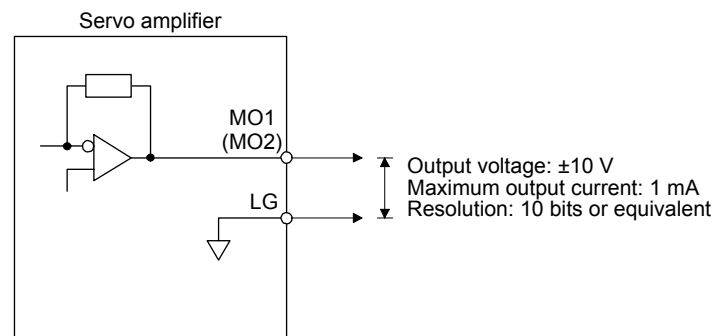 Servo amplifier
MO1
(MO2)
LG
Output voltage: ±10 V
Maximum output current: 1 mA
Resolution: 10 bits or equivalent